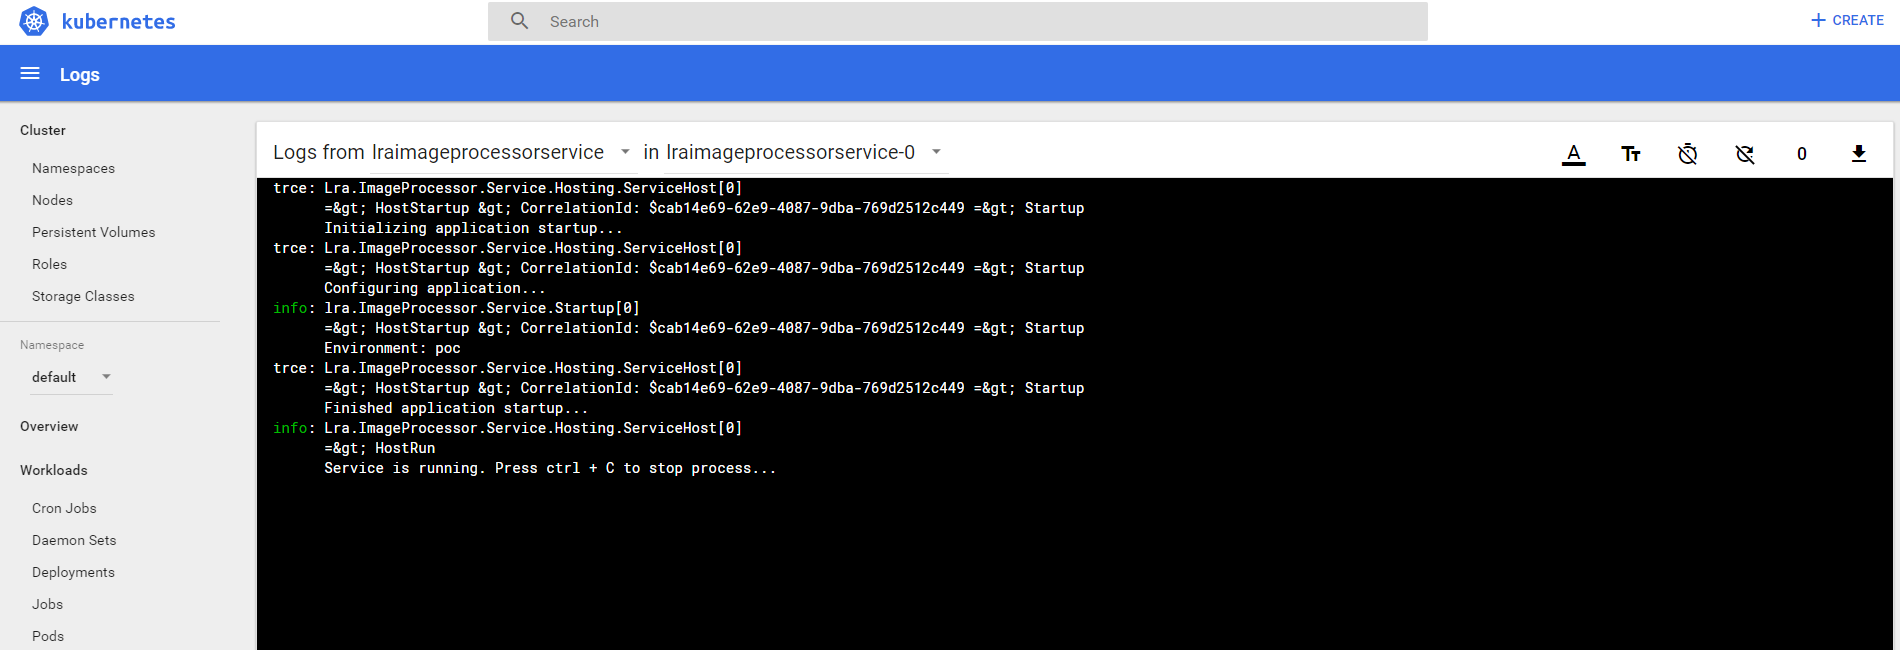 kubernetes
Search
CREATE
Logs
Cluster
Namespaces
Nodes
Persistent Volumes
Roles
Storage Classes
Namespace
default
Overview
Workloads
Cron Jobs
Daemon Sets
Deployments
Jobs
Pods
Logs from lraimageprocessorservice in lraimageprocessorservice-0
A TT 0
trce: Lra.ImageProcessor.Service.Hosting.ServiceHost[0]
=&gt; HostStartup &gt; CorrelationId: $cab14e69-62e9-4087-9dba-769d2512c449 =&gt; Startup
Initializing application startup...
trce: Lra.ImageProcessor.Service.Hosting.ServiceHost[0]
=&gt; HostStartup &gt; CorrelationId: $cab14e69-62e9-4087-9dba-769d2512c449 =&gt; Startup
Configuring application...
info: lra.ImageProcessor.Service.Startup[0]
=&gt; HostStartup &gt; CorrelationId: $cab14e69-62e9-4087-9dba-769d2512c449 =&gt; Startup
Environment: poc
trce: Lra.ImageProcessor.Service.Hosting.ServiceHost[0]
=&gt; HostStartup &gt; CorrelationId: $cab14e69-62e9-4087-9dba-769d2512c449 =&gt; Startup
Finished application startup...
info: Lra.ImageProcessor.Service.Hosting.ServiceHost[0]
=&gt; HostRun
Service is running. Press ctrl + C to stop process...